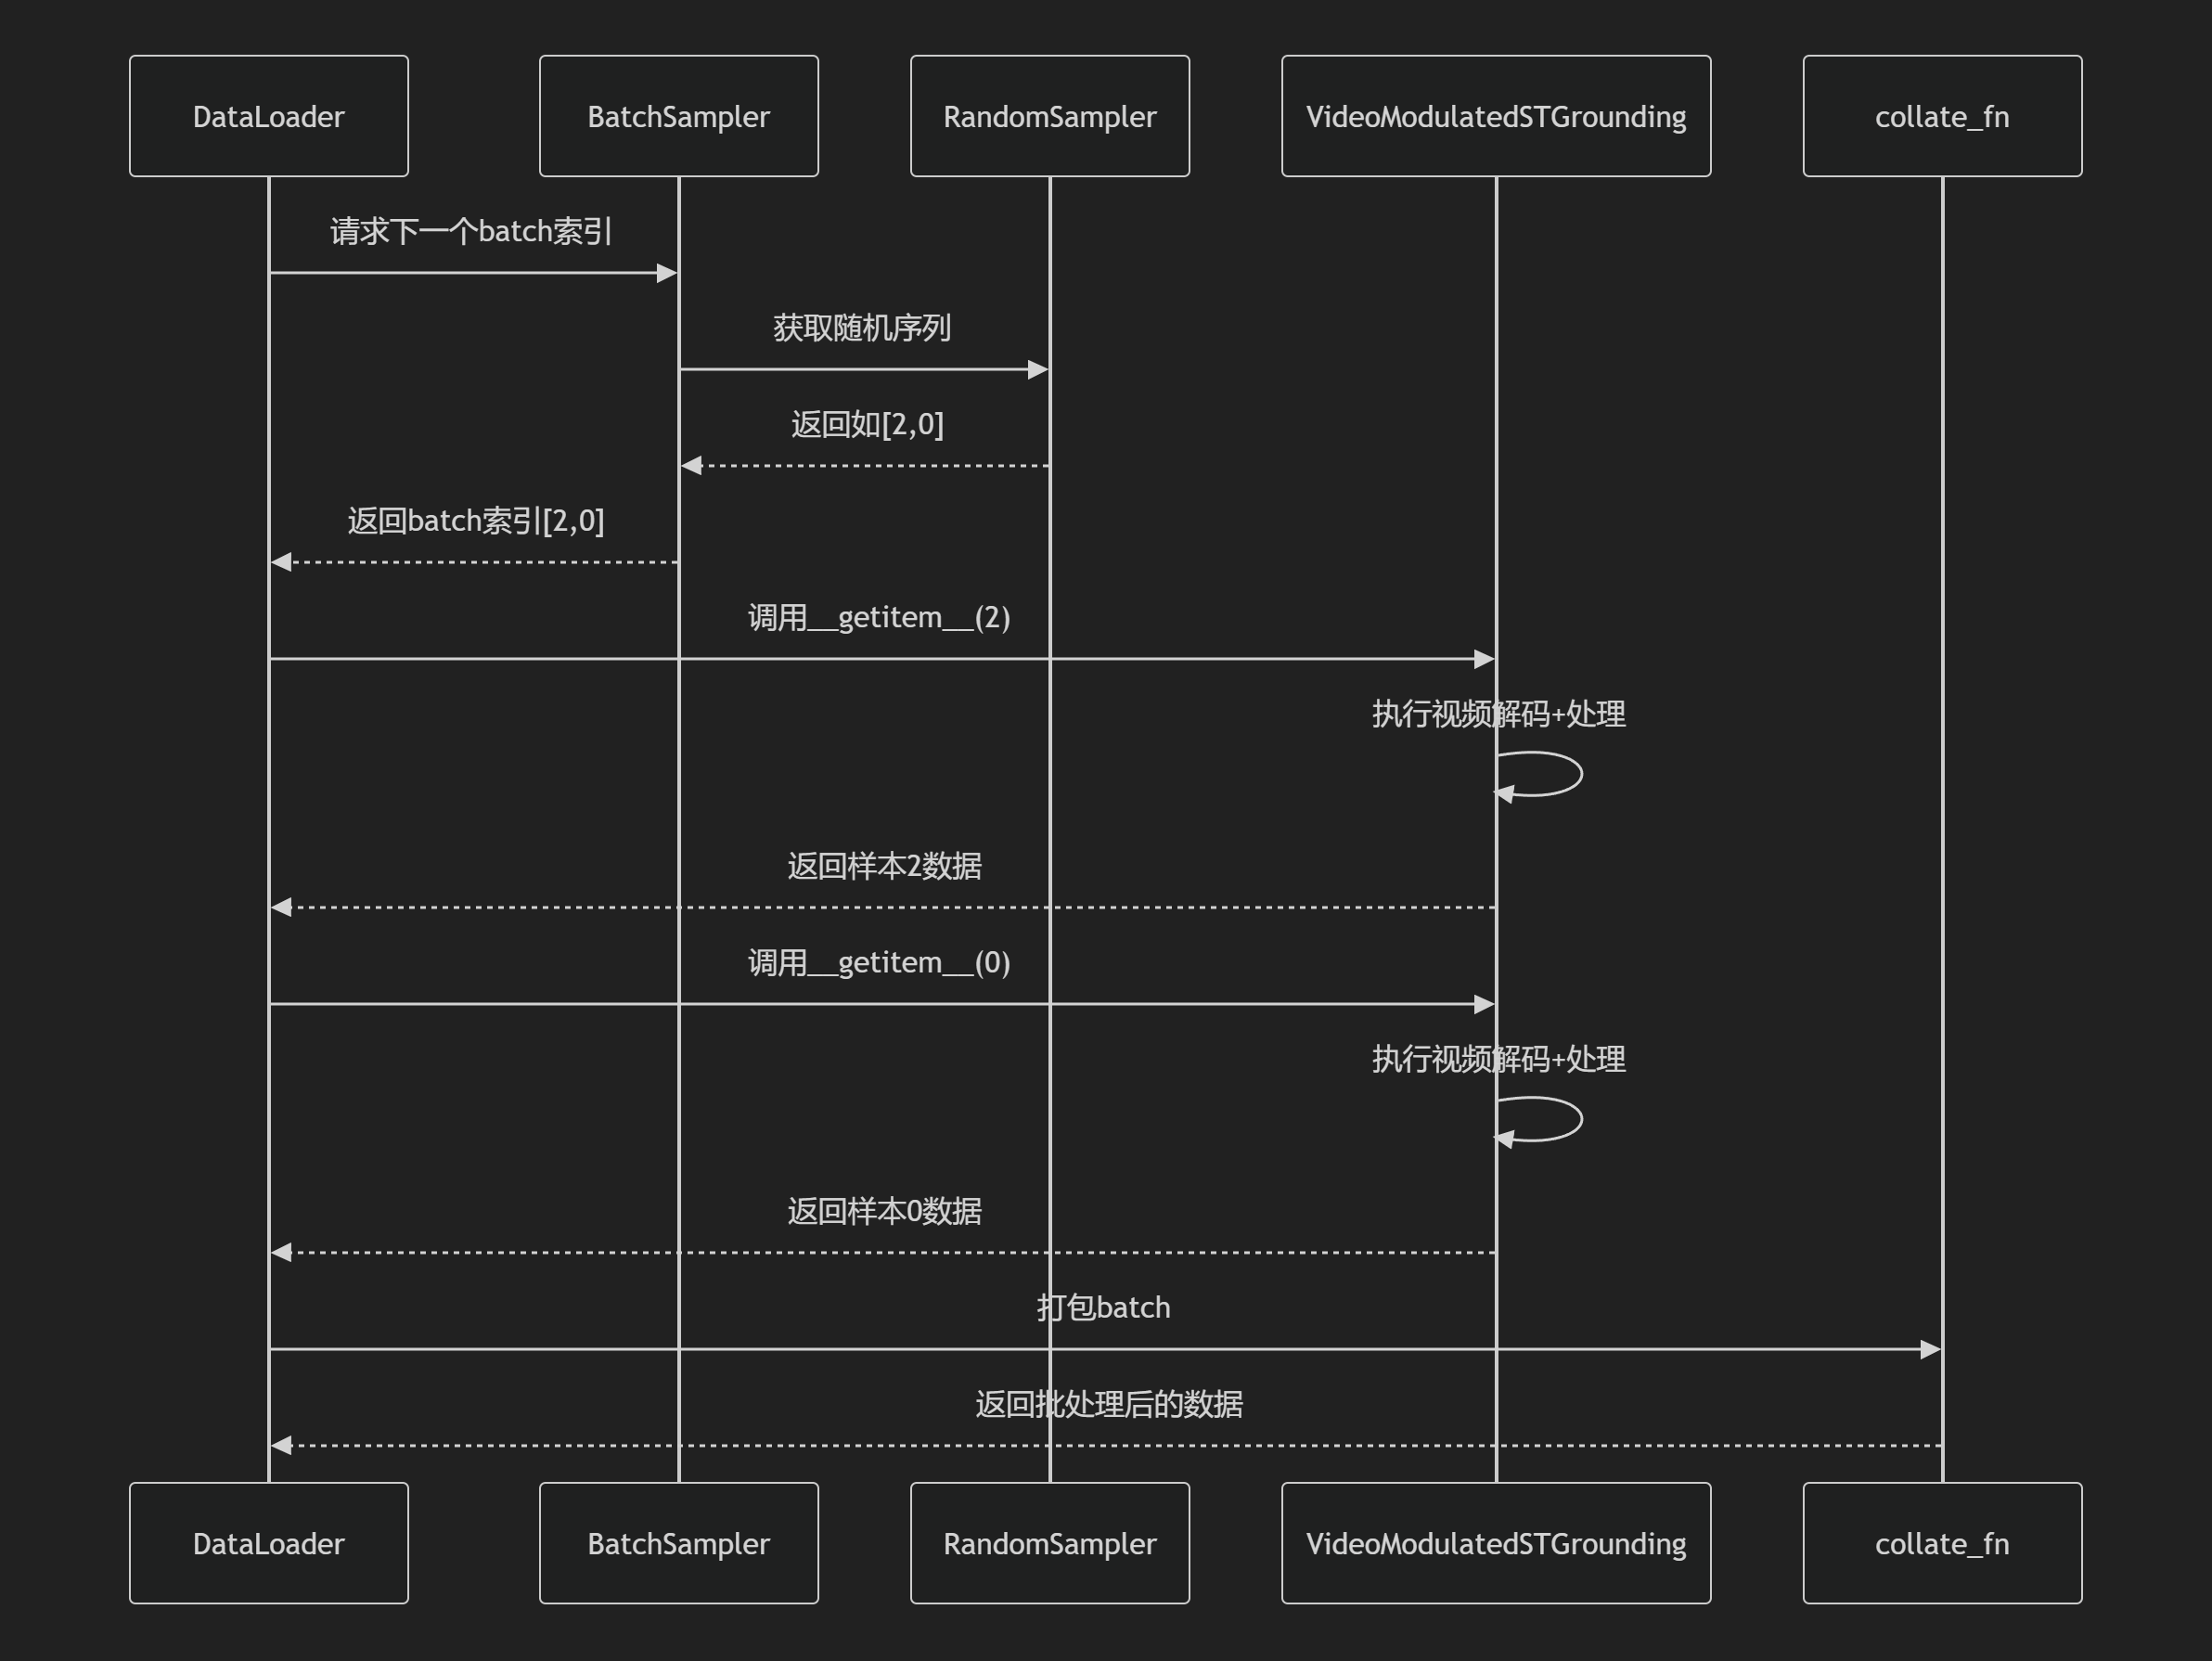 DataLoader
BatchSampler
RandomSampler
VideoModulatedSTGrounding
collate_fn
请求下一个batch索引
获取随机序列
返回如[2,0]
返回batch索引[2,0]
调用__getitem__(2)
执行视频解码+处理
返回样本2数据
调用__getitem__(0)
执行视频解码+处理
返回样本0数据
打包batch
返回批处理后的数据
DataLoader
BatchSampler
RandomSampler
VideoModulatedSTGrounding
collate_fn